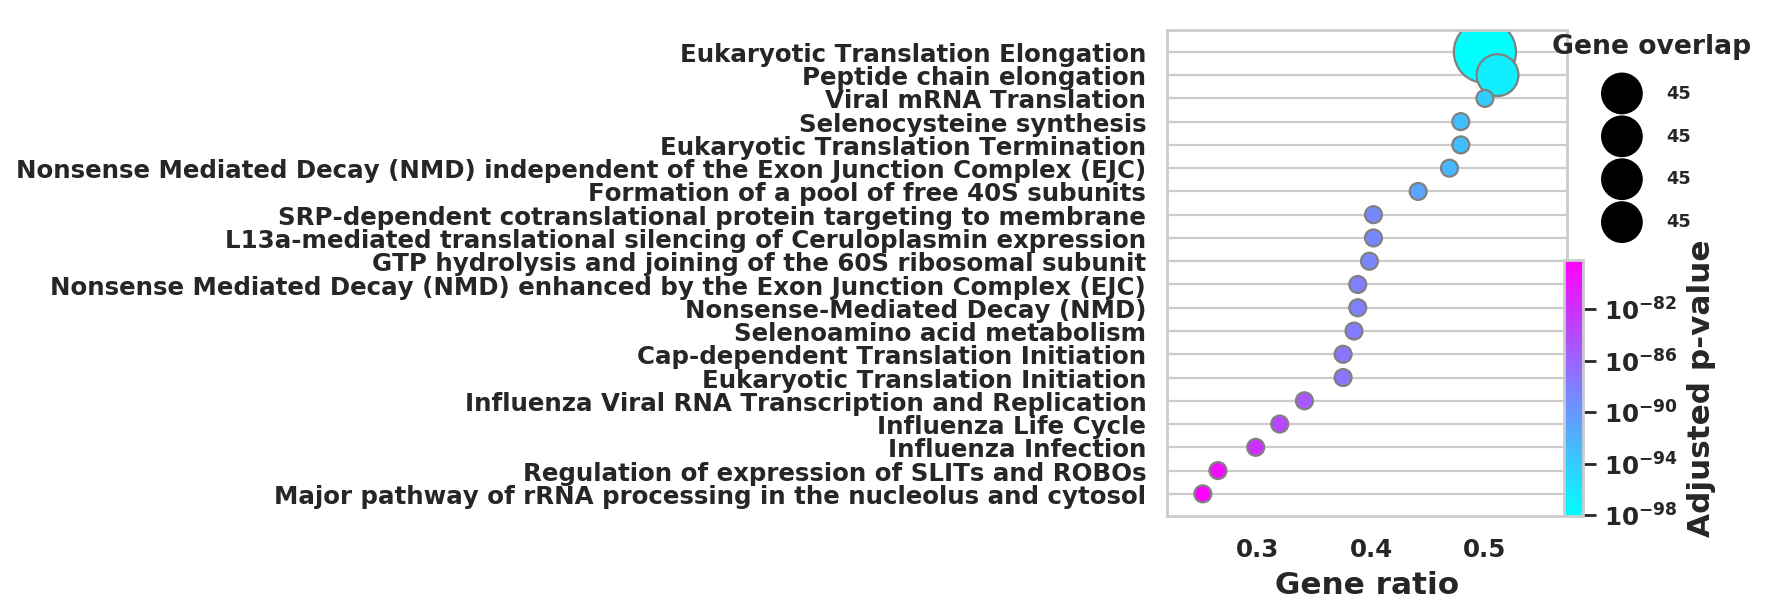 Eukaryotic Translation Elongation
Peptide chain elongation
Viral mRNA Translation
Selenocysteine synthesis
Eukaryotic Translation Termination
Nonsense Mediated Decay (NMD) independent of the Exon Junction Complex (EJC)
Formation of a pool of free 40S subunits
SRP-dependent cotranslational protein targeting to membrane
L13a-mediated translational silencing of Ceruloplasmin expression
GTP hydrolysis and joining of the 60S ribosomal subunit
Nonsense Mediated Decay (NMD) enhanced by the Exon Junction Complex (EJC)
Nonsense-Mediated Decay (NMD)
Selenoamino acid metabolism
Cap-dependent Translation Initiation
Eukaryotic Translation Initiation
Influenza Viral RNA Transcription and Replication
Influenza Life Cycle
Influenza Infection
Regulation of expression of SLITs and ROBOs
Major pathway of rRNA processing in the nucleolus and cytosol
0.3 0.4 0.5
Gene ratio
Gene overlap
45
45
45
45
10⁻⁸²
10⁻⁸⁶
10⁻⁹⁰
10⁻⁹⁴
10⁻⁹⁸
Adjusted p-value